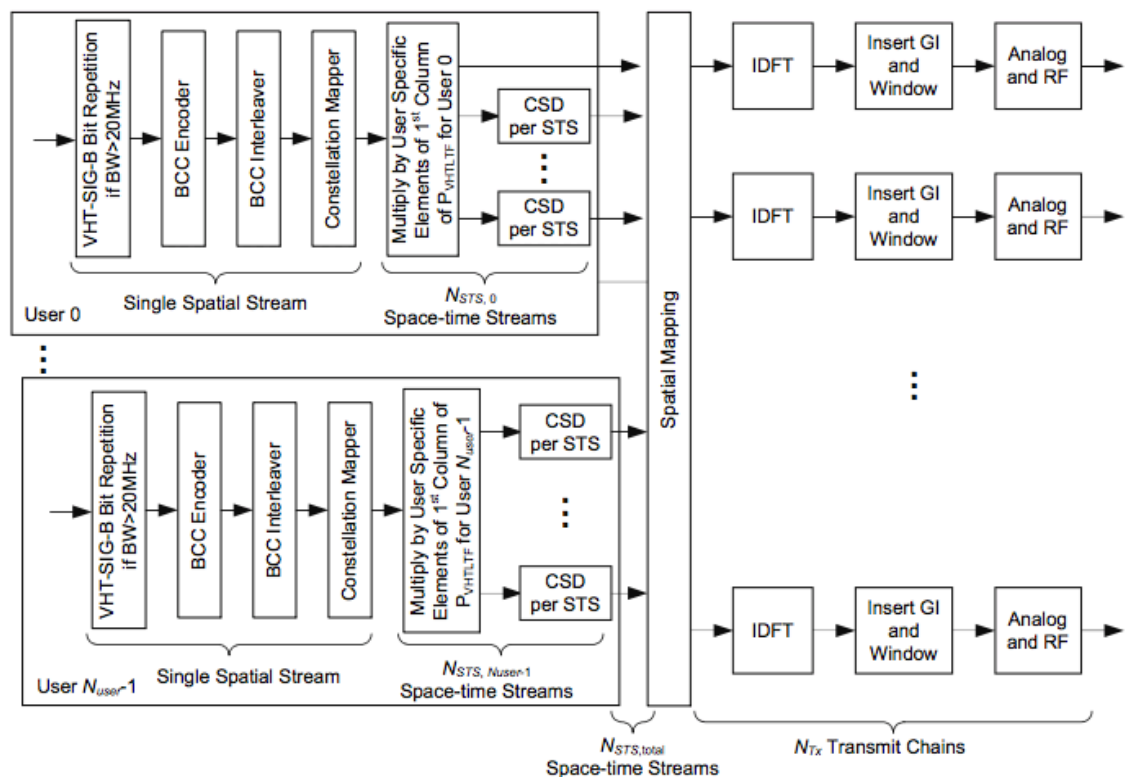 VHT-SIG-B Bit Repetition
if BW>20MHz
BCC Encoder
BCC Interleaver
Constellation Mapper
Multiply by User Specific
Elements of 1st Column
of PVHTLTF for User 0
CSD
per STS
CSD
per STS
Single Spatial Stream
NSTS, 0
Space-time Streams
User 0
VHT-SIG-B Bit Repetition
if BW>20MHz
BCC Encoder
BCC Interleaver
Constellation Mapper
Multiply by User Specific
Elements of 1st Column of
PVHTLTF for User Nuser-1
CSD
per STS
CSD
per STS
Single Spatial Stream
NSTS, Nuser-1
Space-time Streams
User Nuser-1
NSTS,total
Space-time Streams
Spatial Mapping
IDFT
Insert GI
and
Window
Analog
and RF
IDFT
Insert GI
and
Window
Analog
and RF
IDFT
Insert GI
and
Window
Analog
and RF
NTx Transmit Chains